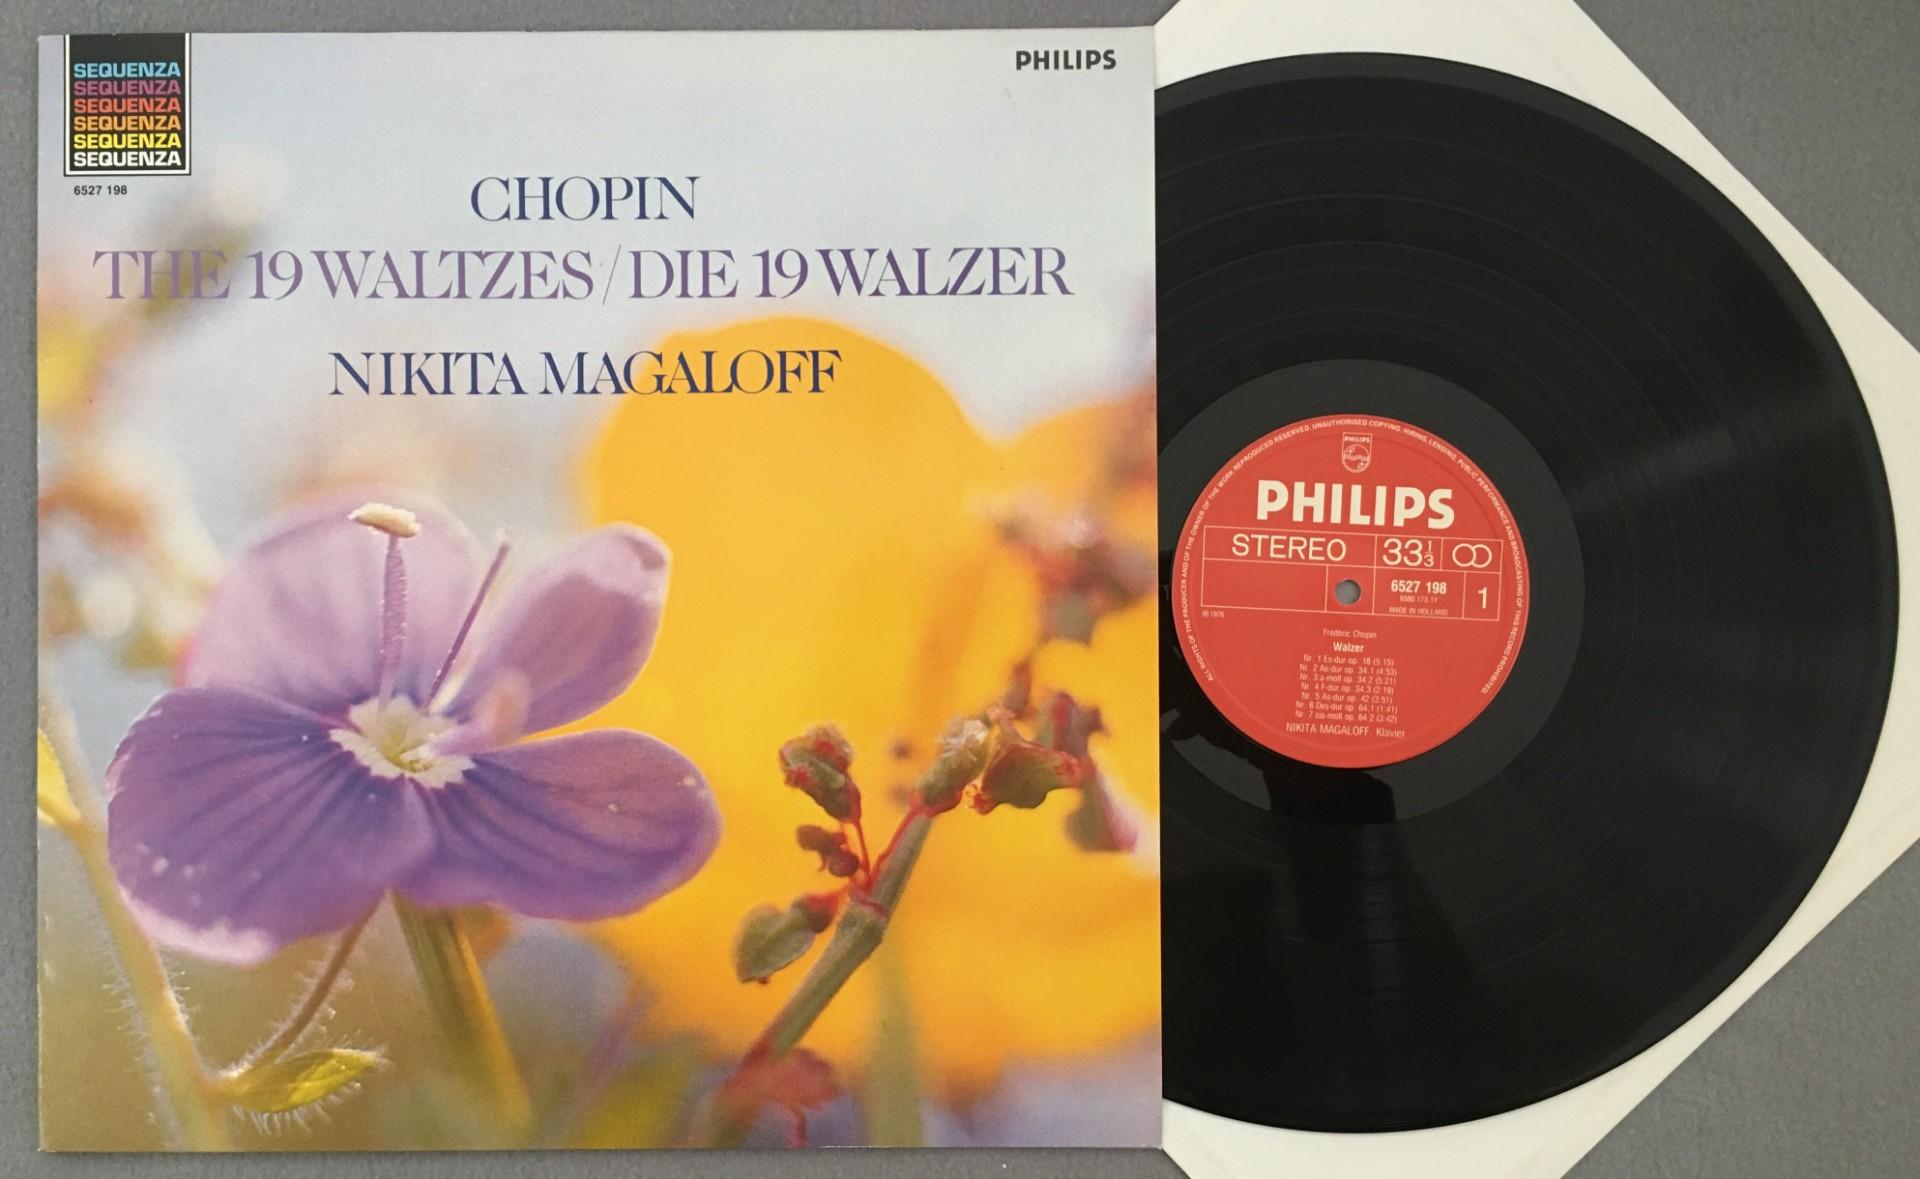 SEQUENZA
SEQUENZA
SEQUENZA
SEQUENZA
SEQUENZA
SEQUENZA
6527 198
PHILIPS
CHOPIN
THE 19 WALTZES/DIE 19 WALZER
NIKITA MAGALOFF
ALL RIGHTS OF THE PRODUCER AND OF THE OWNER OF THE WORK REPRODUCED RESERVED. UNAUTHORISED COPYING, HIRING, LENDING, PUBLIC PERFORMANCE AND BROADCASTING OF THIS RECORD PROHIBITED.
PHILIPS
PHILIPS
STEREO 33 1/3
6527 198
6580 173.1Y
MADE IN HOLLAND
1
℗ 1976
Frédéric Chopin
Walzer
Nr. 1 Es-dur op. 18 (5:15)
Nr. 2 As-dur op. 34.1 (4:53)
Nr. 3 a-moll op. 34.2 (5:21)
Nr. 4 F-dur op. 34.3 (2:19)
Nr. 5 As-dur op. 42 (3:51)
Nr. 6 Des-dur op. 64.1 (1:41)
Nr. 7 cis-moll op. 64.2 (3:42)
NIKITA MAGALOFF, Klavier